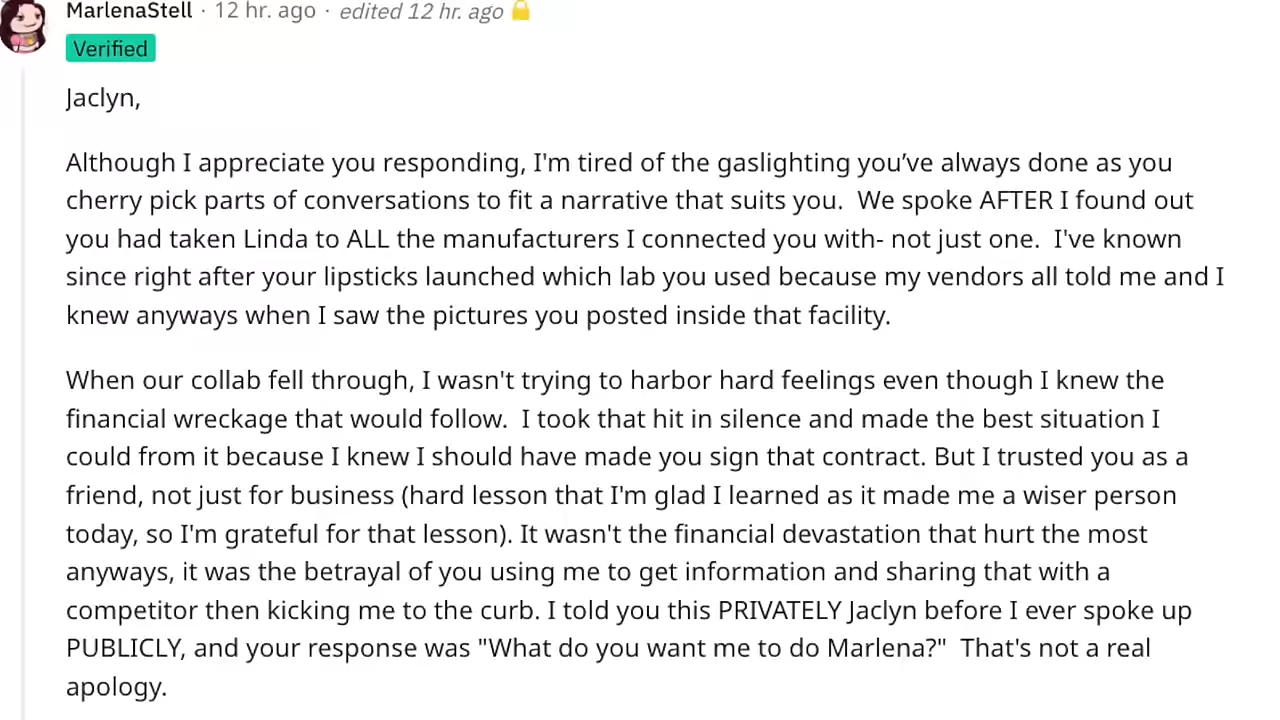 MarlenaStell · 12 hr. ago · edited 12 hr. ago
Verified
Jaclyn,
Although I appreciate you responding, I'm tired of the gaslighting you’ve always done as you
cherry pick parts of conversations to fit a narrative that suits you.  We spoke AFTER I found out
you had taken Linda to ALL the manufacturers I connected you with- not just one.  I've known
since right after your lipsticks launched which lab you used because my vendors all told me and I
knew anyways when I saw the pictures you posted inside that facility.
When our collab fell through, I wasn't trying to harbor hard feelings even though I knew the
financial wreckage that would follow.  I took that hit in silence and made the best situation I
could from it because I knew I should have made you sign that contract. But I trusted you as a
friend, not just for business (hard lesson that I'm glad I learned as it made me a wiser person
today, so I'm grateful for that lesson). It wasn't the financial devastation that hurt the most
anyways, it was the betrayal of you using me to get information and sharing that with a
competitor then kicking me to the curb. I told you this PRIVATELY Jaclyn before I ever spoke up
PUBLICLY, and your response was "What do you want me to do Marlena?"  That's not a real
apology.